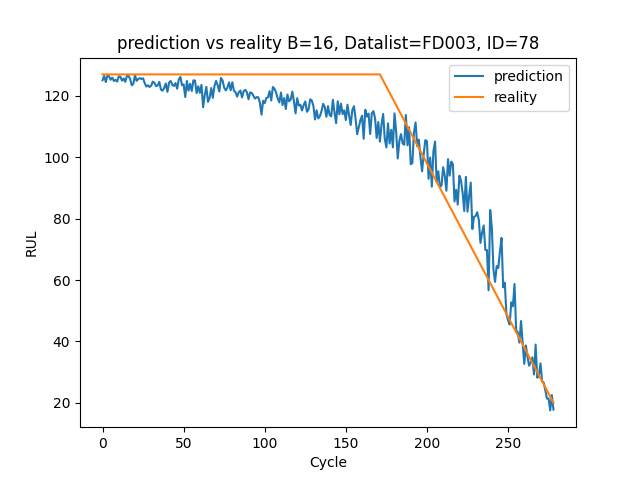 prediction vs reality B=16, Datalist=FD003, ID=78
prediction
reality
RUL
120
100
80
60
40
20
0 50 100 150 200 250
Cycle